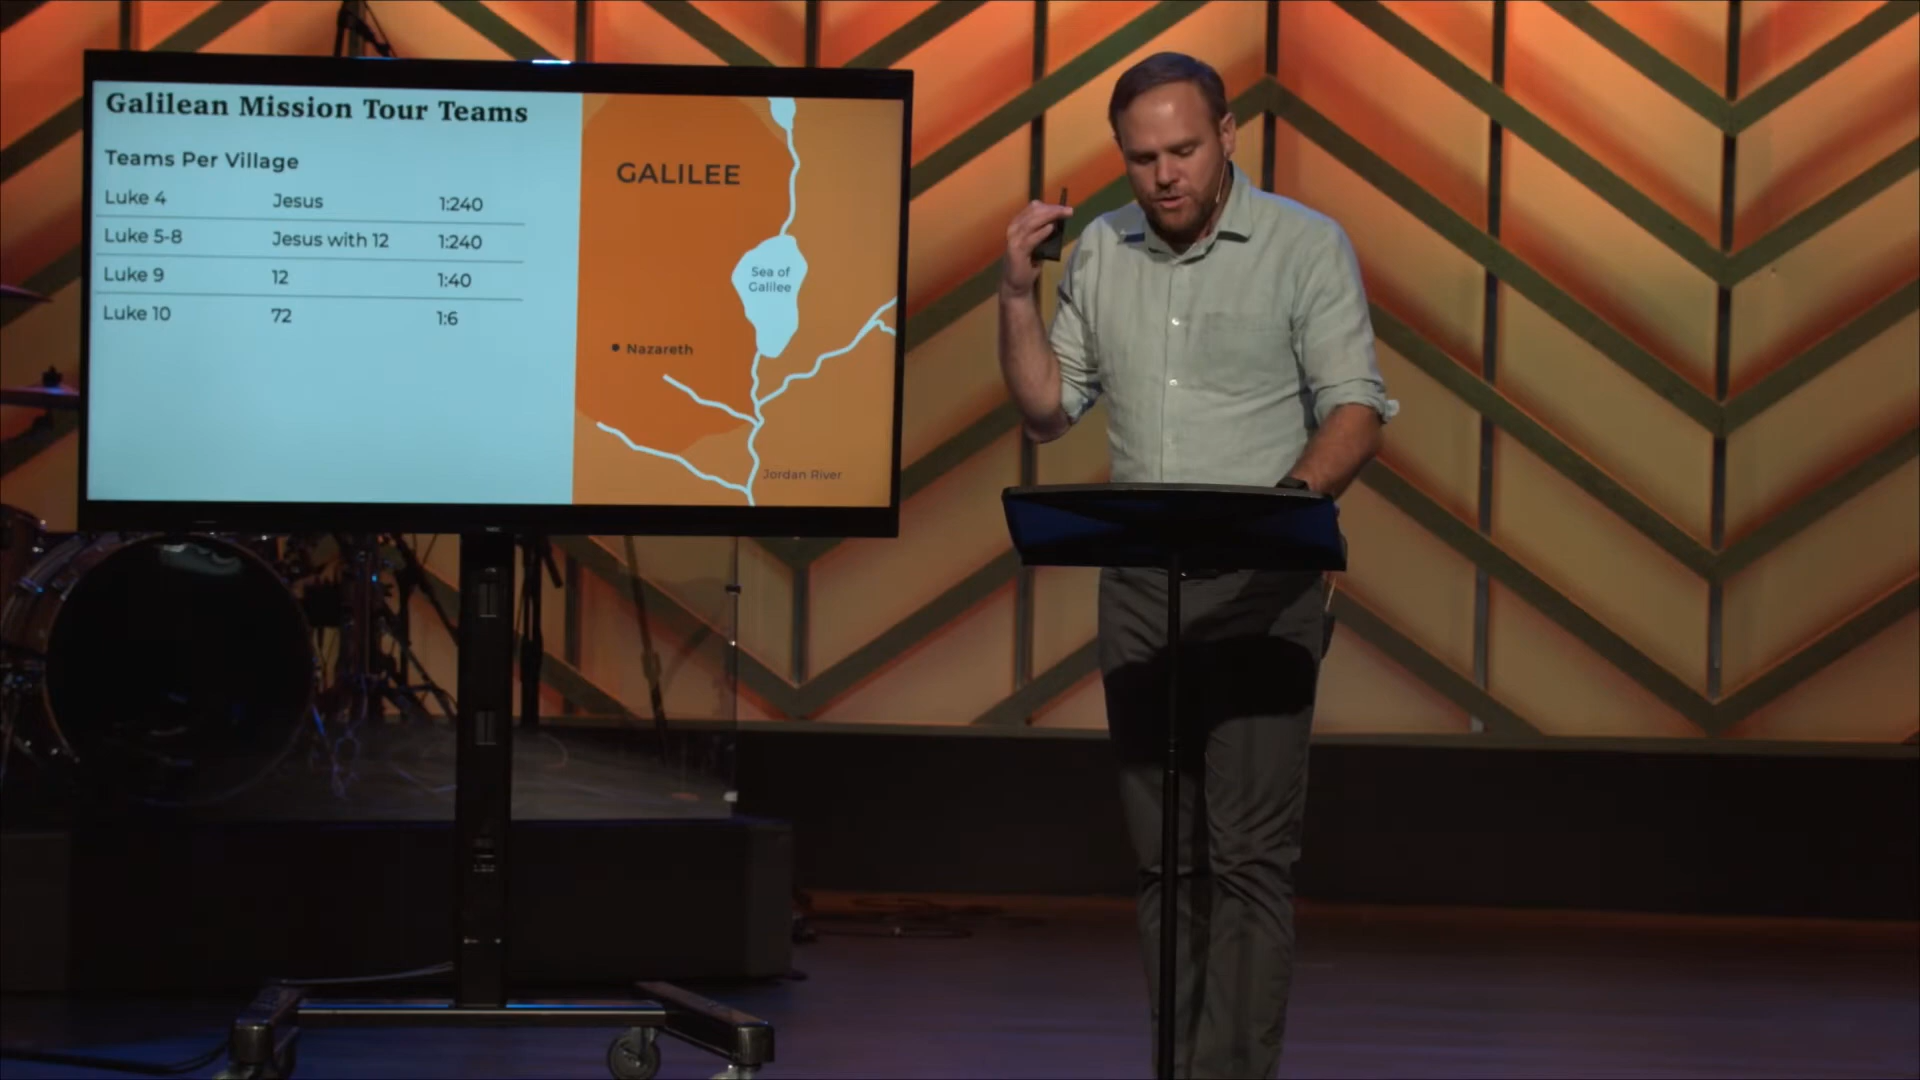 Galilean Mission Tour Teams
Teams Per Village
Luke 4 Jesus 1:240
Luke 5-8 Jesus with 12 1:240
Luke 9 12 1:40
Luke 10 72 1:6
GALILEE
Sea of
Galilee
Nazareth
Jordan River